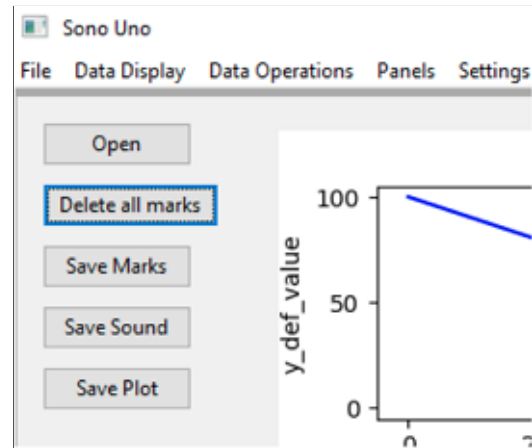 Sono Uno
File Data Display Data Operations Panels Settings
Open
Delete all marks
Save Marks
Save Sound
Save Plot
y_def_value
100
50
0
0